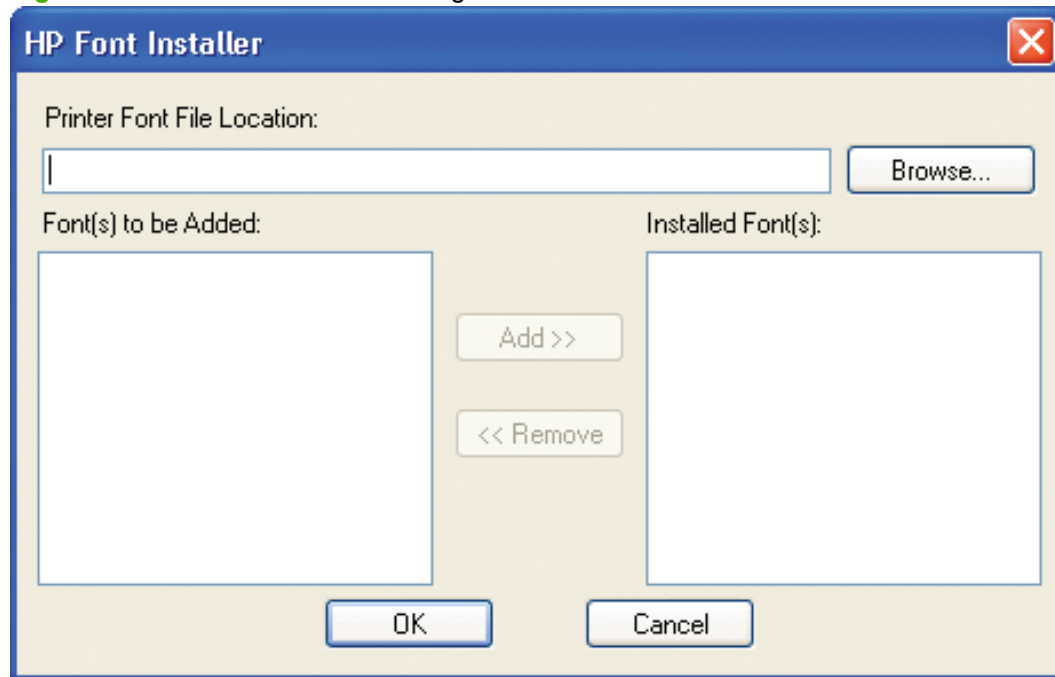 HP Font Installer
Printer Font File Location:
Browse...
Font(s) to be Added:
Installed Font(s):
Add >>
<< Remove
OK
Cancel